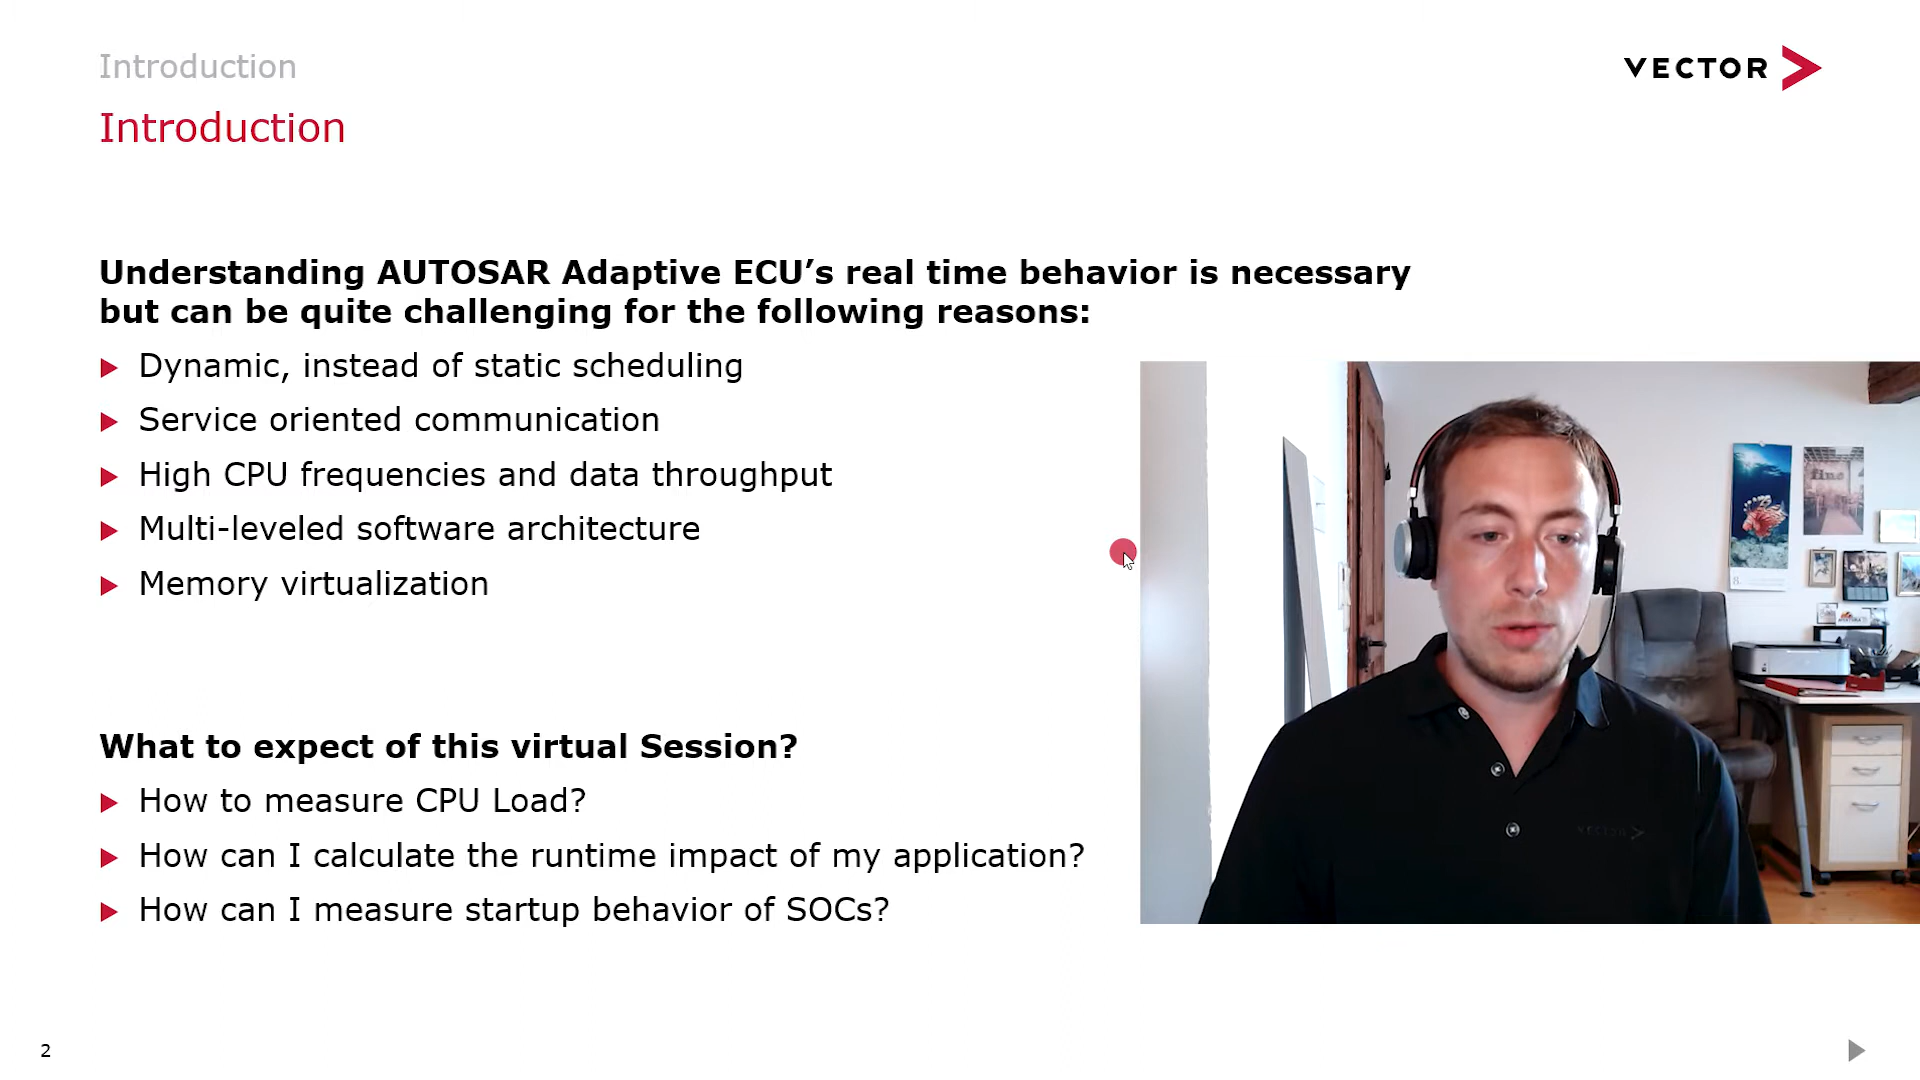 Introduction
VECTOR
Introduction
Understanding AUTOSAR Adaptive ECU’s real time behavior is necessary
but can be quite challenging for the following reasons:
Dynamic, instead of static scheduling
Service oriented communication
High CPU frequencies and data throughput
Multi-leveled software architecture
Memory virtualization
What to expect of this virtual Session?
How to measure CPU Load?
How can I calculate the runtime impact of my application?
How can I measure startup behavior of SOCs?
VECTOR
2